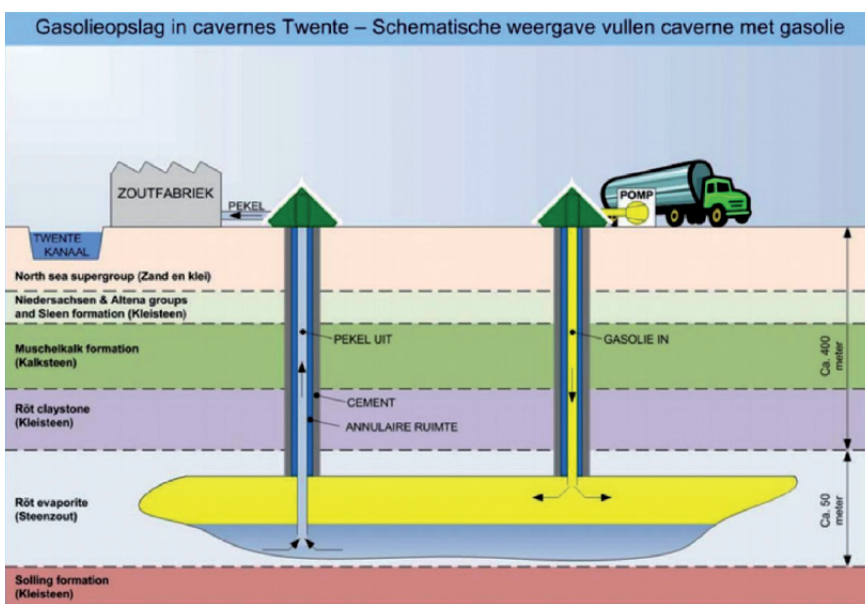 Gasolieopslag in cavernes Twente – Schematische weergave vullen caverne met gasolie
ZOUTFABRIEK
PEKEL
POMP
TWENTE
KANAAL
North sea supergroup (Zand en klei)
Niedersachsen & Altena groups
and Sleen formation (Kleisteen)
Muschelkalk formation
(Kalksteen)
PEKEL UIT
GASOLIE IN
Ca. 400
meter
Röt claystone
(Kleisteen)
CEMENT
ANNULAIRE RUIMTE
Röt evaporite
(Steenzout)
Ca. 50
meter
Solling formation
(Kleisteen)